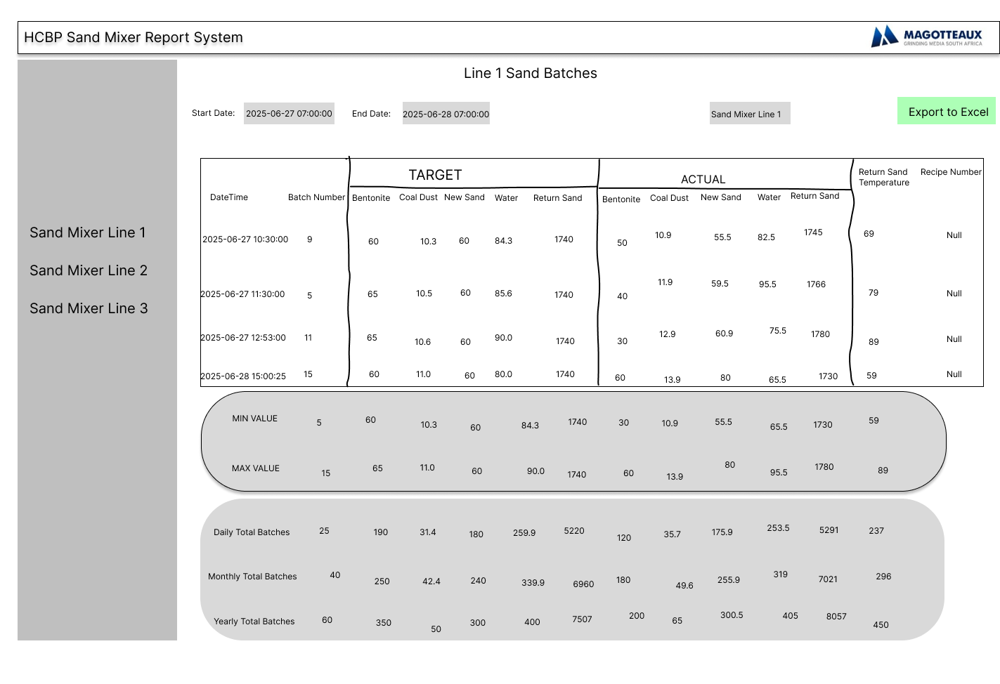 HCBP Sand Mixer Report System
MAGOTTEAUX
GRINDING MEDIA SOUTH AFRICA
Line 1 Sand Batches
Start Date: 2025-06-27 07:00:00 End Date: 2025-06-28 07:00:00 Sand Mixer Line 1 Export to Excel
Sand Mixer Line 1
Sand Mixer Line 2
Sand Mixer Line 3
TARGET ACTUAL
DateTime Batch Number Bentonite Coal Dust New Sand Water Return Sand Bentonite Coal Dust New Sand Water Return Sand Return Sand Temperature Recipe Number
2025-06-27 10:30:00 9 60 10.3 60 84.3 1740 50 10.9 55.5 82.5 1745 69 Null
2025-06-27 11:30:00 5 65 10.5 60 85.6 1740 40 11.9 59.5 95.5 1766 79 Null
2025-06-27 12:53:00 11 65 10.6 60 90.0 1740 30 12.9 60.9 75.5 1780 89 Null
2025-06-28 15:00:25 15 60 11.0 60 80.0 1740 60 13.9 80 65.5 1730 59 Null
MIN VALUE 5 60 10.3 60 84.3 1740 30 10.9 55.5 65.5 1730 59
MAX VALUE 15 65 11.0 60 90.0 1740 60 13.9 80 95.5 1780 89
Daily Total Batches 25 190 31.4 180 259.9 5220 120 35.7 175.9 253.5 5291 237
Monthly Total Batches 40 250 42.4 240 339.9 6960 180 49.6 255.9 319 7021 296
Yearly Total Batches 60 350 50 300 400 7507 200 65 300.5 405 8057 450